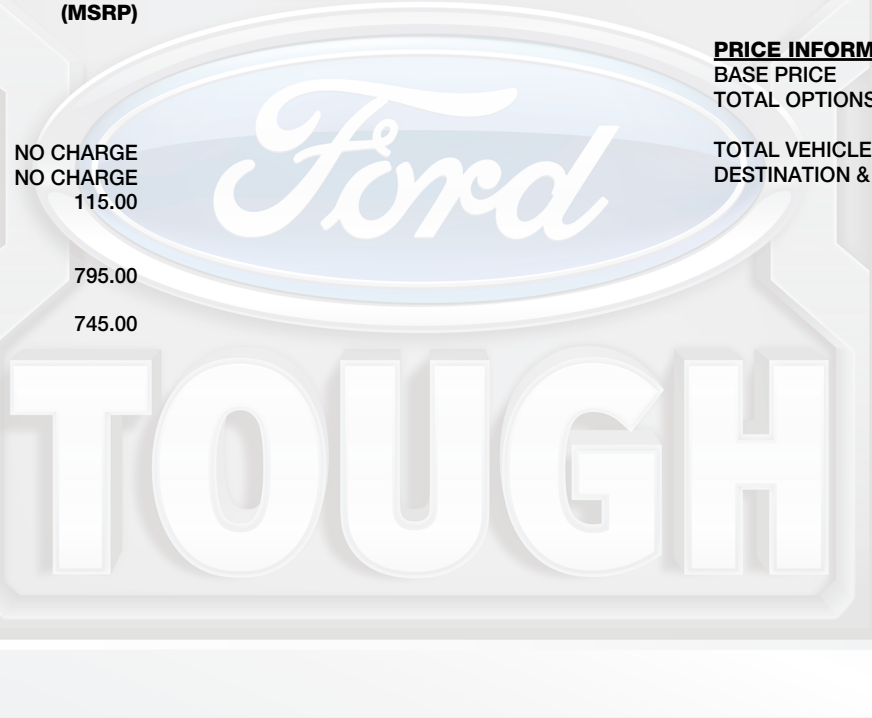 (MSRP)
NO CHARGE
NO CHARGE
115.00
795.00
745.00
PRICE INFORM
BASE PRICE
TOTAL OPTIONS
TOTAL VEHICLE
DESTINATION &
Ford
TOUGH